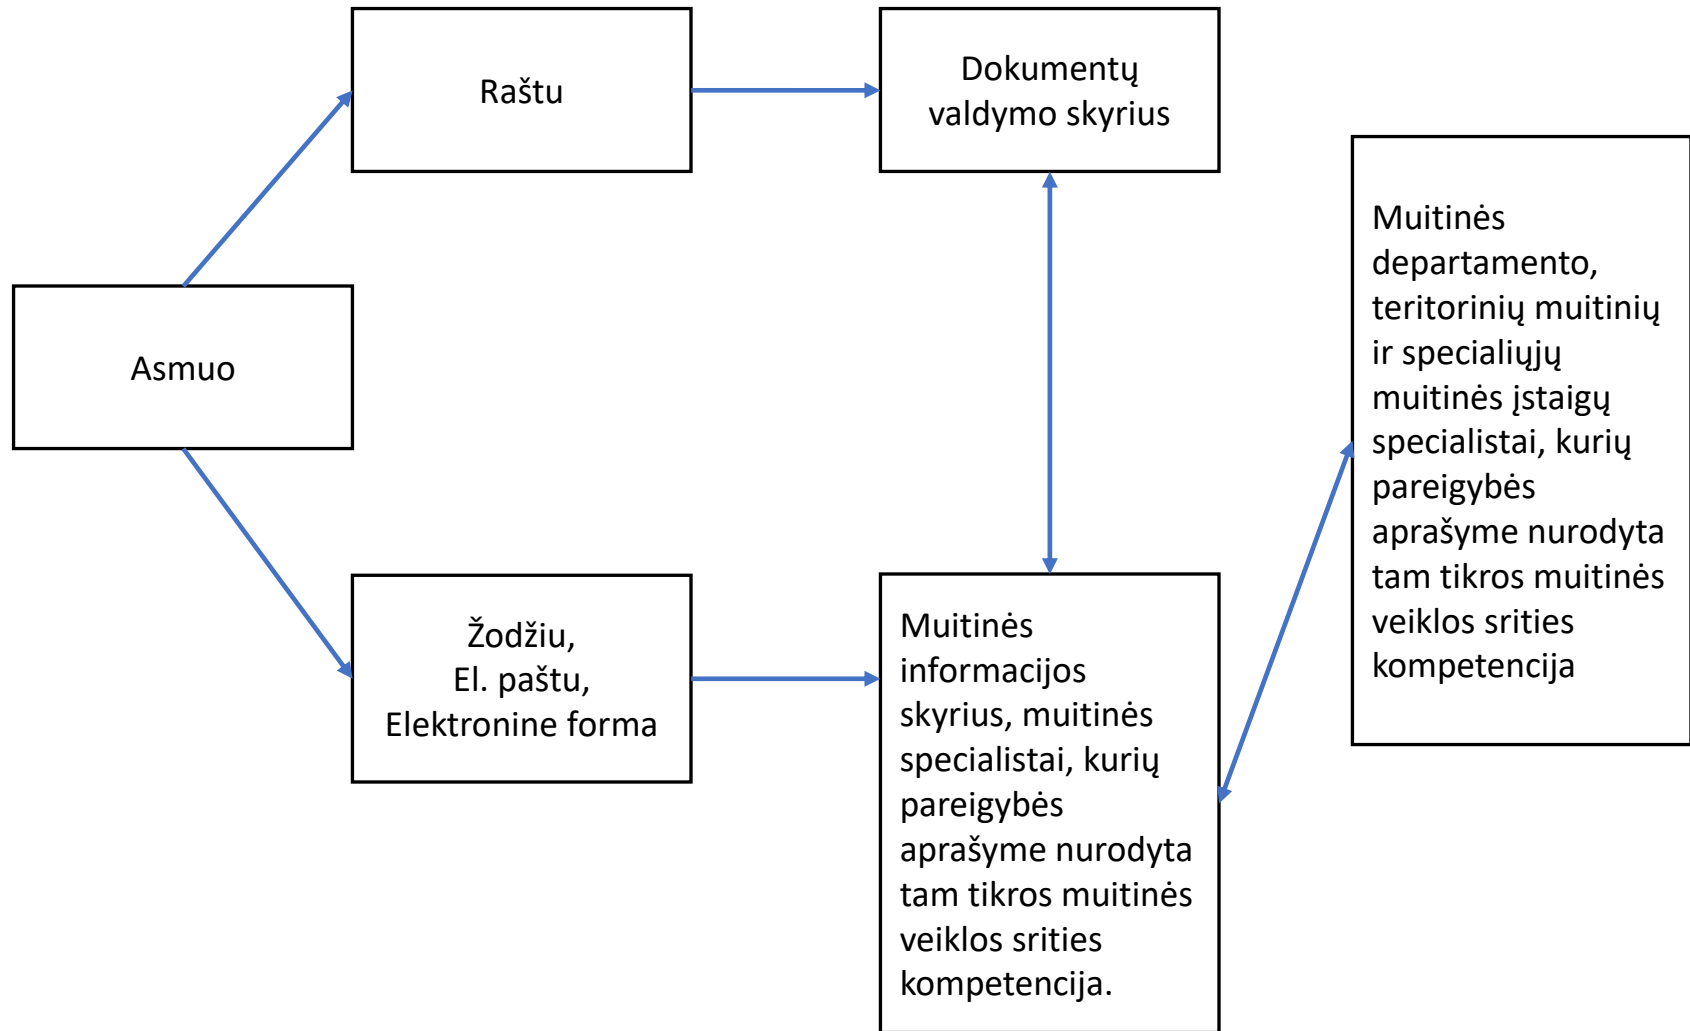 Raštu
Dokumentų
valdymo skyrius
Asmuo
Žodžiu,
El. paštu,
Elektronine forma
Muitinės
informacijos
skyrius, muitinės
specialistai, kurių
pareigybės
aprašyme nurodyta
tam tikros muitinės
veiklos srities
kompetencija.
Muitinės
departamento,
teritorinių muitinių
ir specialiųjų
muitinės įstaigų
specialistai, kurių
pareigybės
aprašyme nurodyta
tam tikros muitinės
veiklos srities
kompetencija